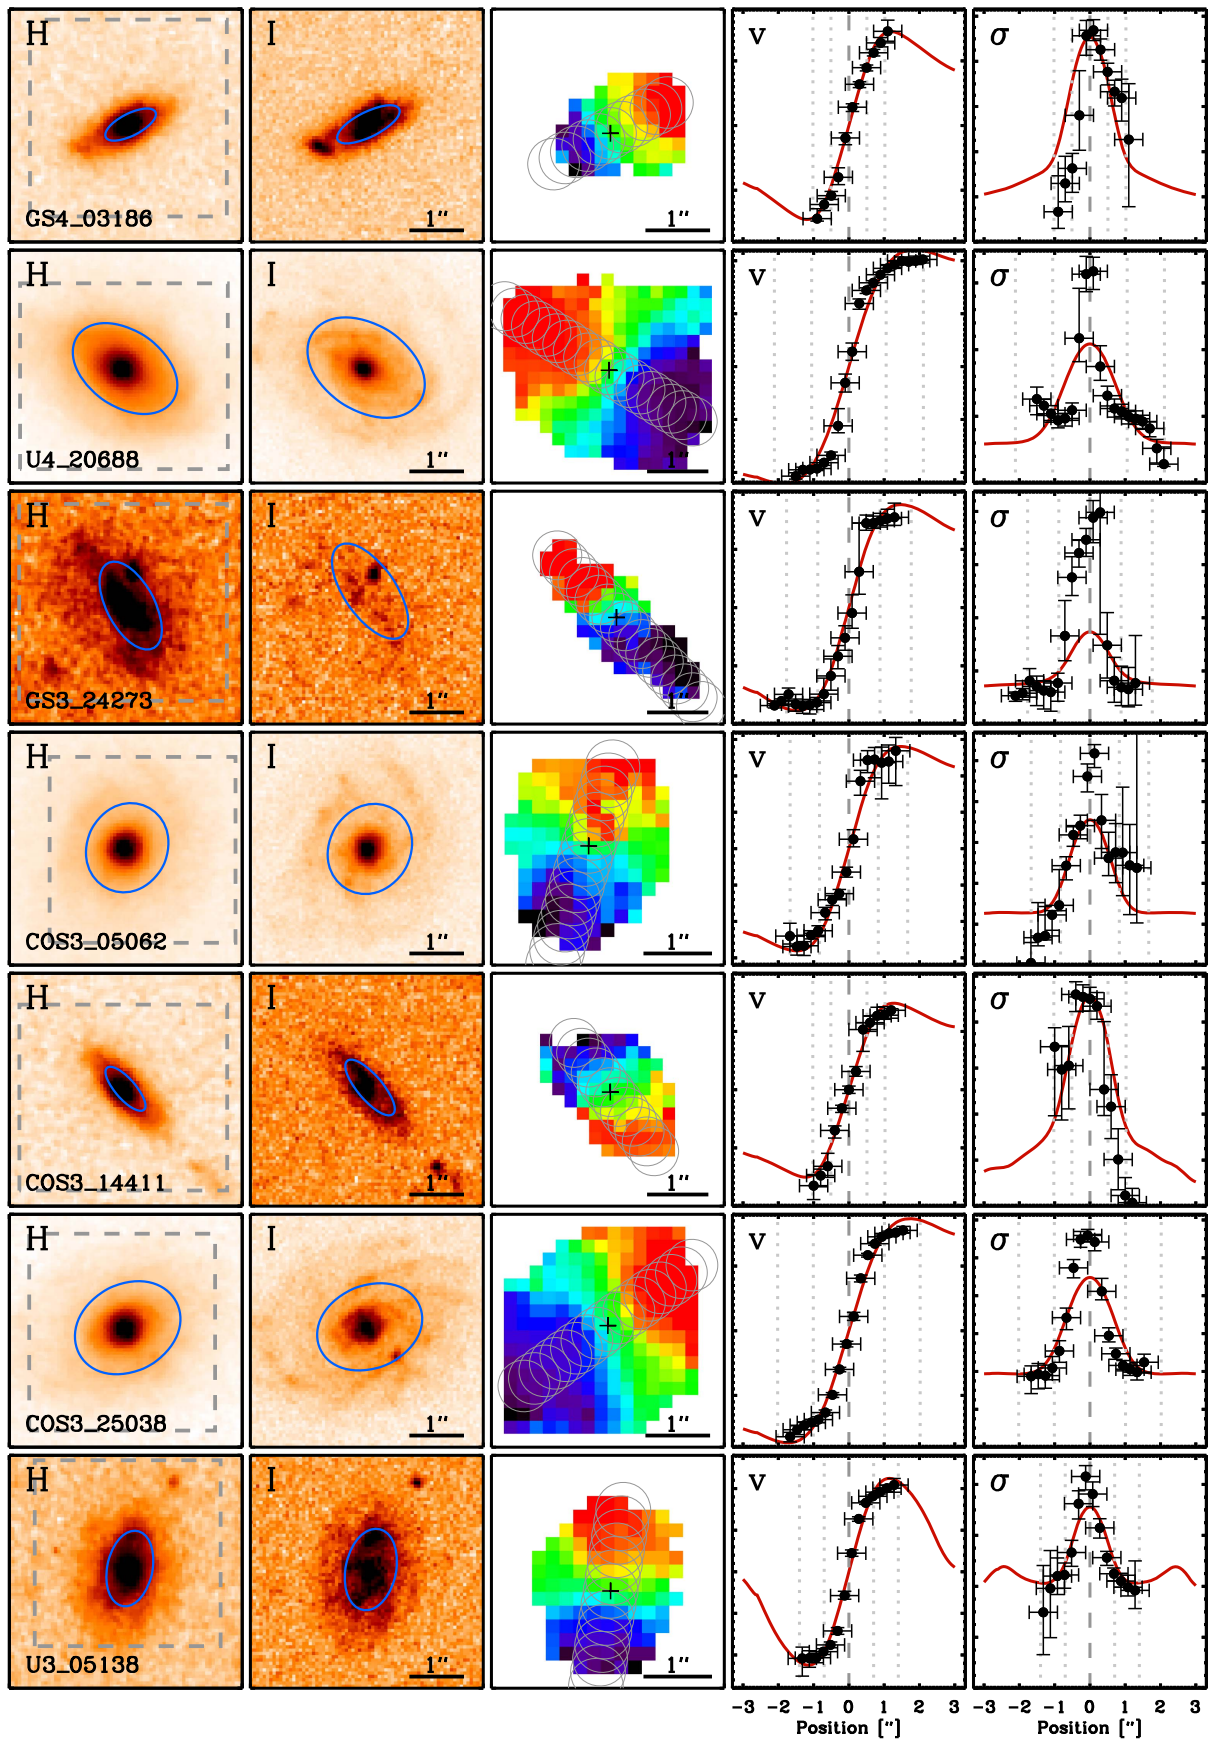 H I v σ
GS4_03186 1″ 1″
H I v σ
U4_20688 1″ 1″
H I v σ
GS3_24273 1″ 1″
H I v σ
COS3_05062 1″ 1″
H I v σ
COS3_14411 1″ 1″
H I v σ
COS3_25038 1″ 1″
H I v σ
U3_05138 1″ 1″
-3 -2 -1 0 1 2 3 -3 -2 -1 0 1 2 3
Position [″] Position [″]